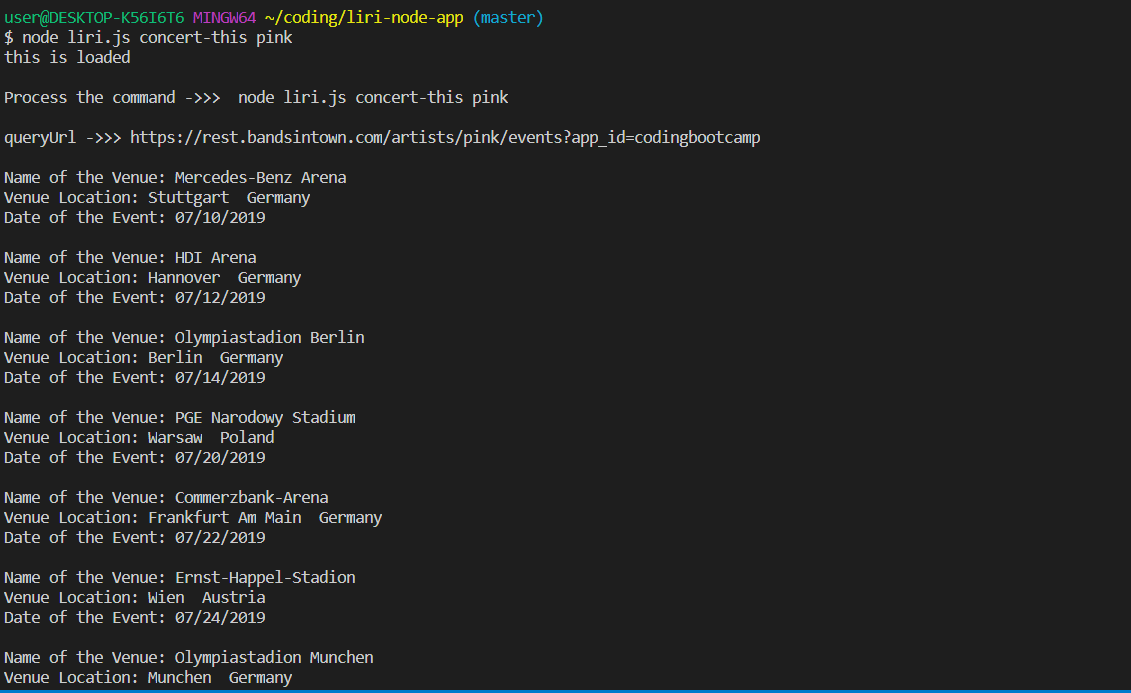 user@DESKTOP-K56I6T6 MINGW64 ~/coding/liri-node-app (master)
$ node liri.js concert-this pink
this is loaded
Process the command ->>>  node liri.js concert-this pink
queryUrl ->>> https://rest.bandsintown.com/artists/pink/events?app_id=codingbootcamp
Name of the Venue: Mercedes-Benz Arena
Venue Location: Stuttgart  Germany
Date of the Event: 07/10/2019
Name of the Venue: HDI Arena
Venue Location: Hannover  Germany
Date of the Event: 07/12/2019
Name of the Venue: Olympiastadion Berlin
Venue Location: Berlin  Germany
Date of the Event: 07/14/2019
Name of the Venue: PGE Narodowy Stadium
Venue Location: Warsaw  Poland
Date of the Event: 07/20/2019
Name of the Venue: Commerzbank-Arena
Venue Location: Frankfurt Am Main  Germany
Date of the Event: 07/22/2019
Name of the Venue: Ernst-Happel-Stadion
Venue Location: Wien  Austria
Date of the Event: 07/24/2019
Name of the Venue: Olympiastadion Munchen
Venue Location: Munchen  Germany